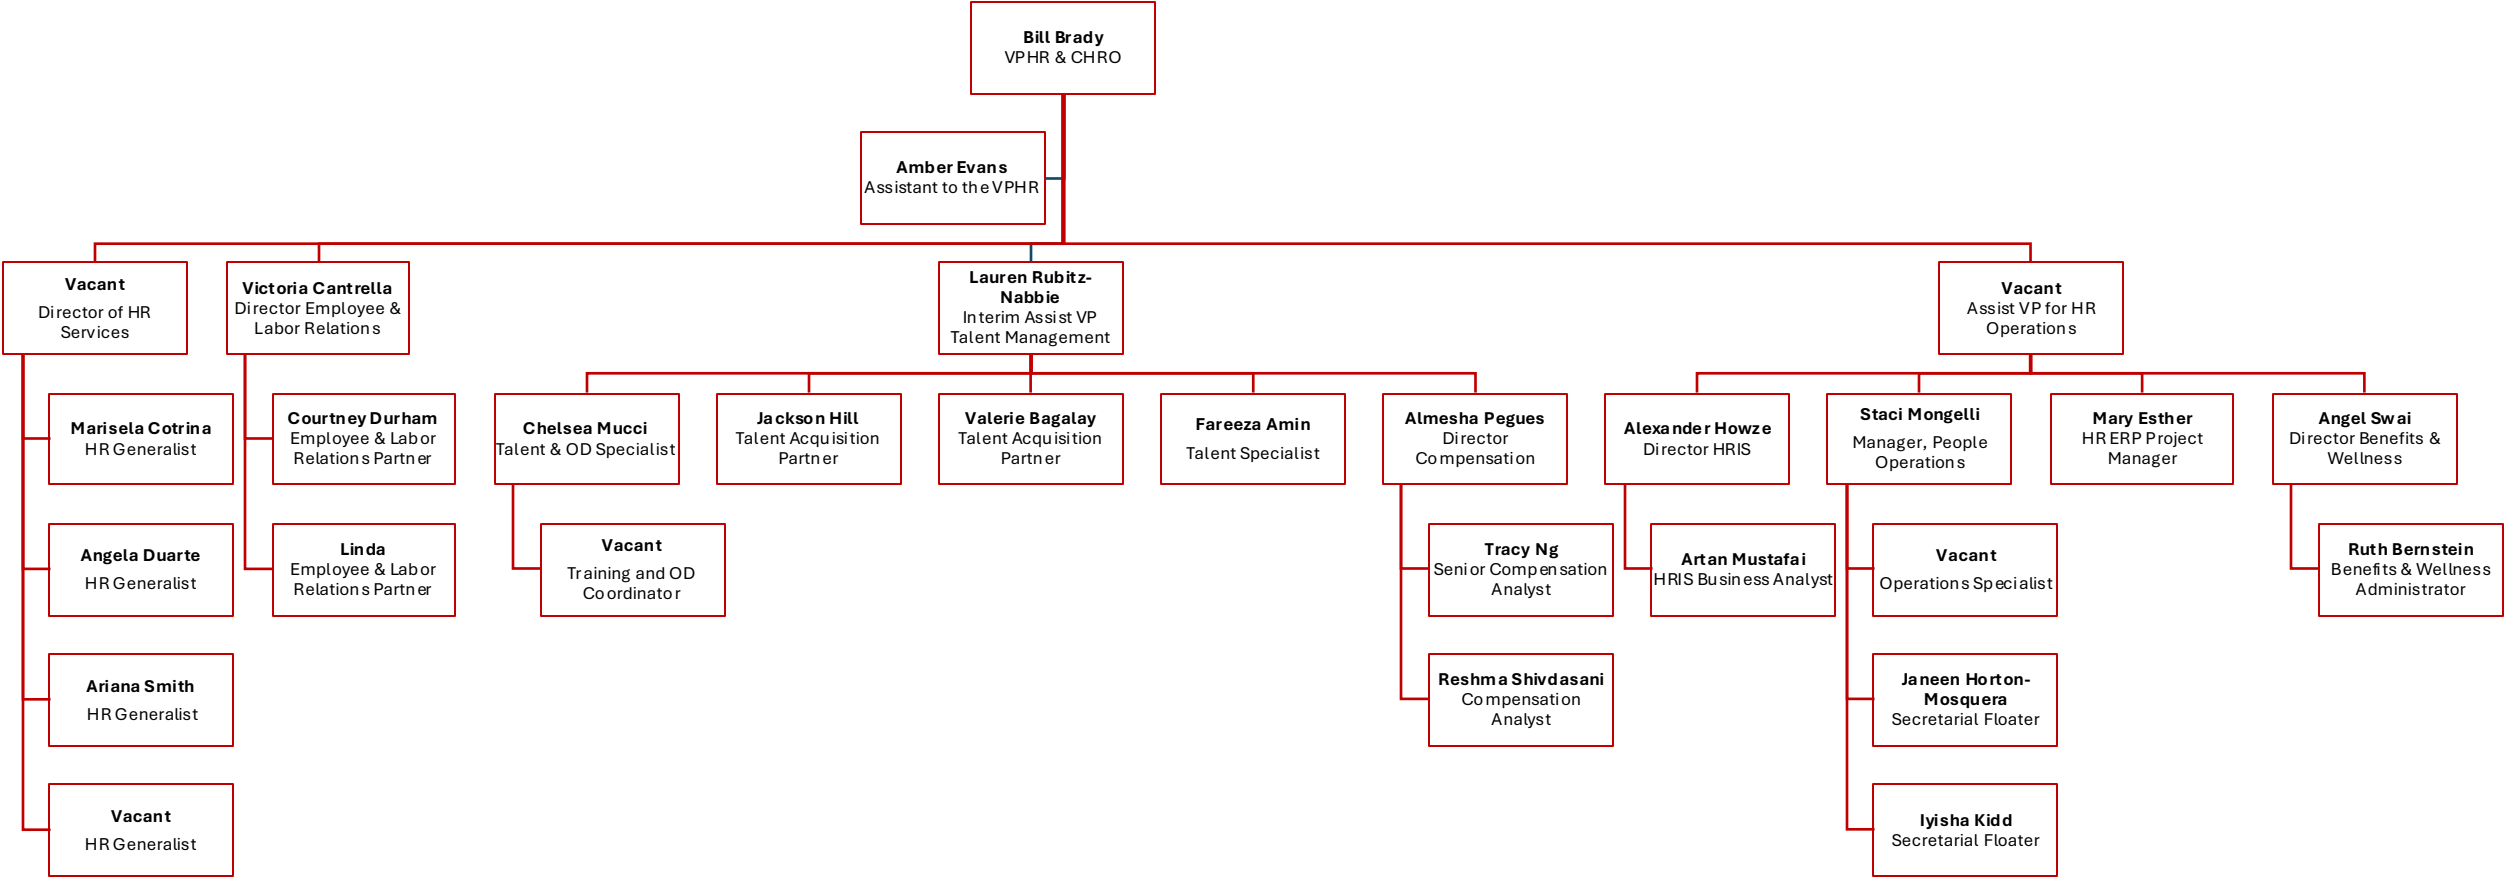 Bill Brady
VPHR & CHRO
Amber Evans
Assistant to the VPHR
Vacant
Director of HR
Services
Victoria Cantrella
Director Employee &
Labor Relations
Lauren Rubitz-
Nabbie
Interim Assist VP
Talent Management
Vacant
Assist VP for HR
Operations
Marisela Cotrina
HR Generalist
Courtney Durham
Employee & Labor
Relations Partner
Chelsea Mucci
Talent & OD Specialist
Jackson Hill
Talent Acquisition
Partner
Valerie Bagalay
Talent Acquisition
Partner
Fareeza Amin
Talent Specialist
Almesha Pegues
Director
Compensation
Alexander Howze
Director HRIS
Staci Mongelli
Manager, People
Operations
Mary Esther
HR ERP Project
Manager
Angel Swai
Director Benefits &
Wellness
Angela Duarte
HR Generalist
Linda
Employee & Labor
Relations Partner
Vacant
Training and OD
Coordinator
Tracy Ng
Senior Compensation
Analyst
Artan Mustafai
HRIS Business Analyst
Vacant
Operations Specialist
Ruth Bernstein
Benefits & Wellness
Administrator
Ariana Smith
HR Generalist
Reshma Shivdasani
Compensation
Analyst
Janeen Horton-
Mosquera
Secretarial Floater
Vacant
HR Generalist
Iyisha Kidd
Secretarial Floater